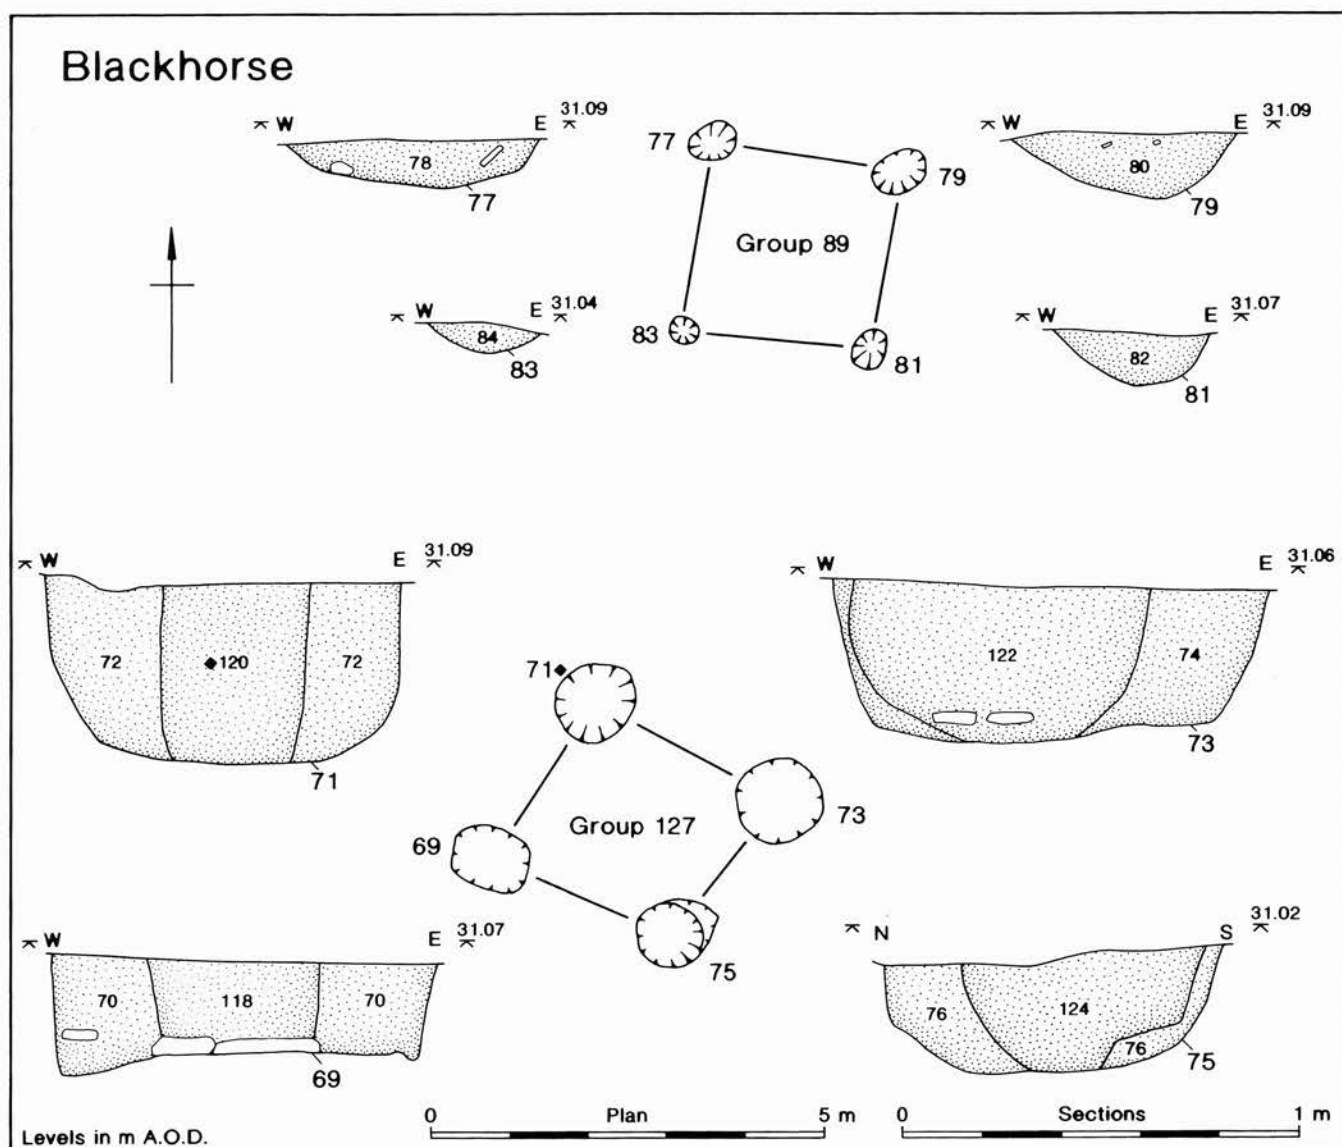 Blackhorse
W E 31.09
78
77
77
79
Group 89
83
81
W E 31.09
80
79
W E 31.04
84
83
W E 31.07
82
81
W E 31.09
72 120 72
71
W E 31.06
122 74
73
71
73
Group 127
69
75
W E 31.07
70 118 70
69
N S 31.02
76 124
76
75
Levels in m A.O.D.
0 Plan 5 m
0 Sections 1 m